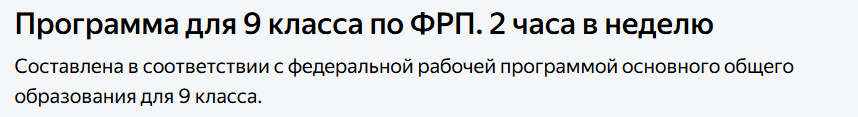 Программа для 9 класса по ФРП. 2 часа в неделю
Составлена в соответствии с федеральной рабочей программой основного общего
образования для 9 класса.